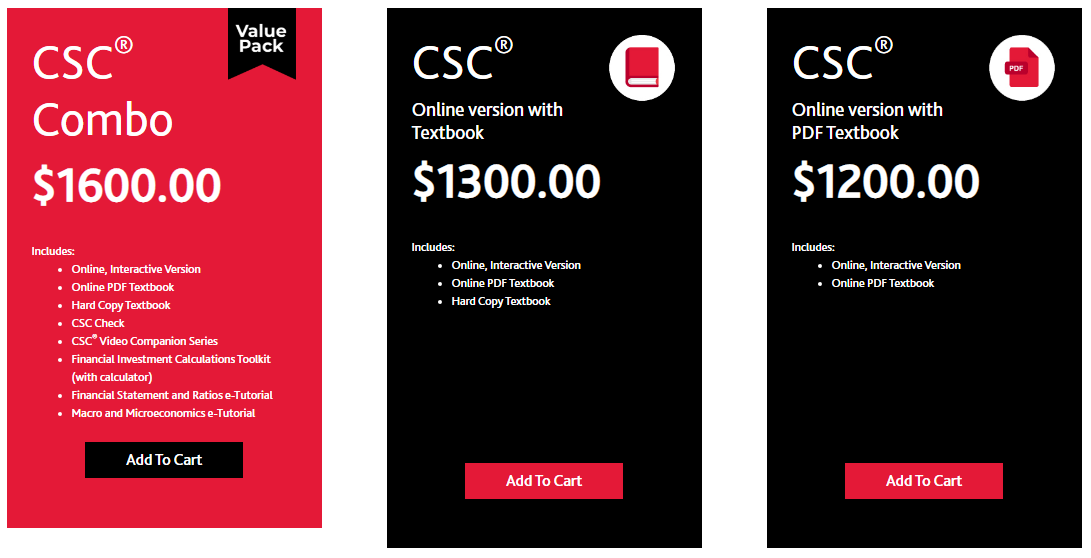 Value
Pack
CSC®
Combo
$1600.00
Includes:
• Online, Interactive Version
• Online PDF Textbook
• Hard Copy Textbook
• CSC Check
• CSC® Video Companion Series
• Financial Investment Calculations Toolkit
(with calculator)
• Financial Statement and Ratios e-Tutorial
• Macro and Microeconomics e-Tutorial
Add To Cart
CSC®
Online version with
Textbook
$1300.00
Includes:
• Online, Interactive Version
• Online PDF Textbook
• Hard Copy Textbook
Add To Cart
CSC®
PDF
Online version with
PDF Textbook
$1200.00
Includes:
• Online, Interactive Version
• Online PDF Textbook
Add To Cart